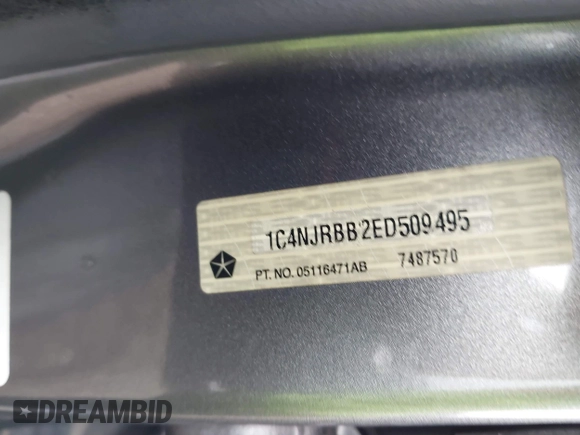 1C4NJRBB2ED509495
PT. NO. 05116471AB 7487570
DREAMBID